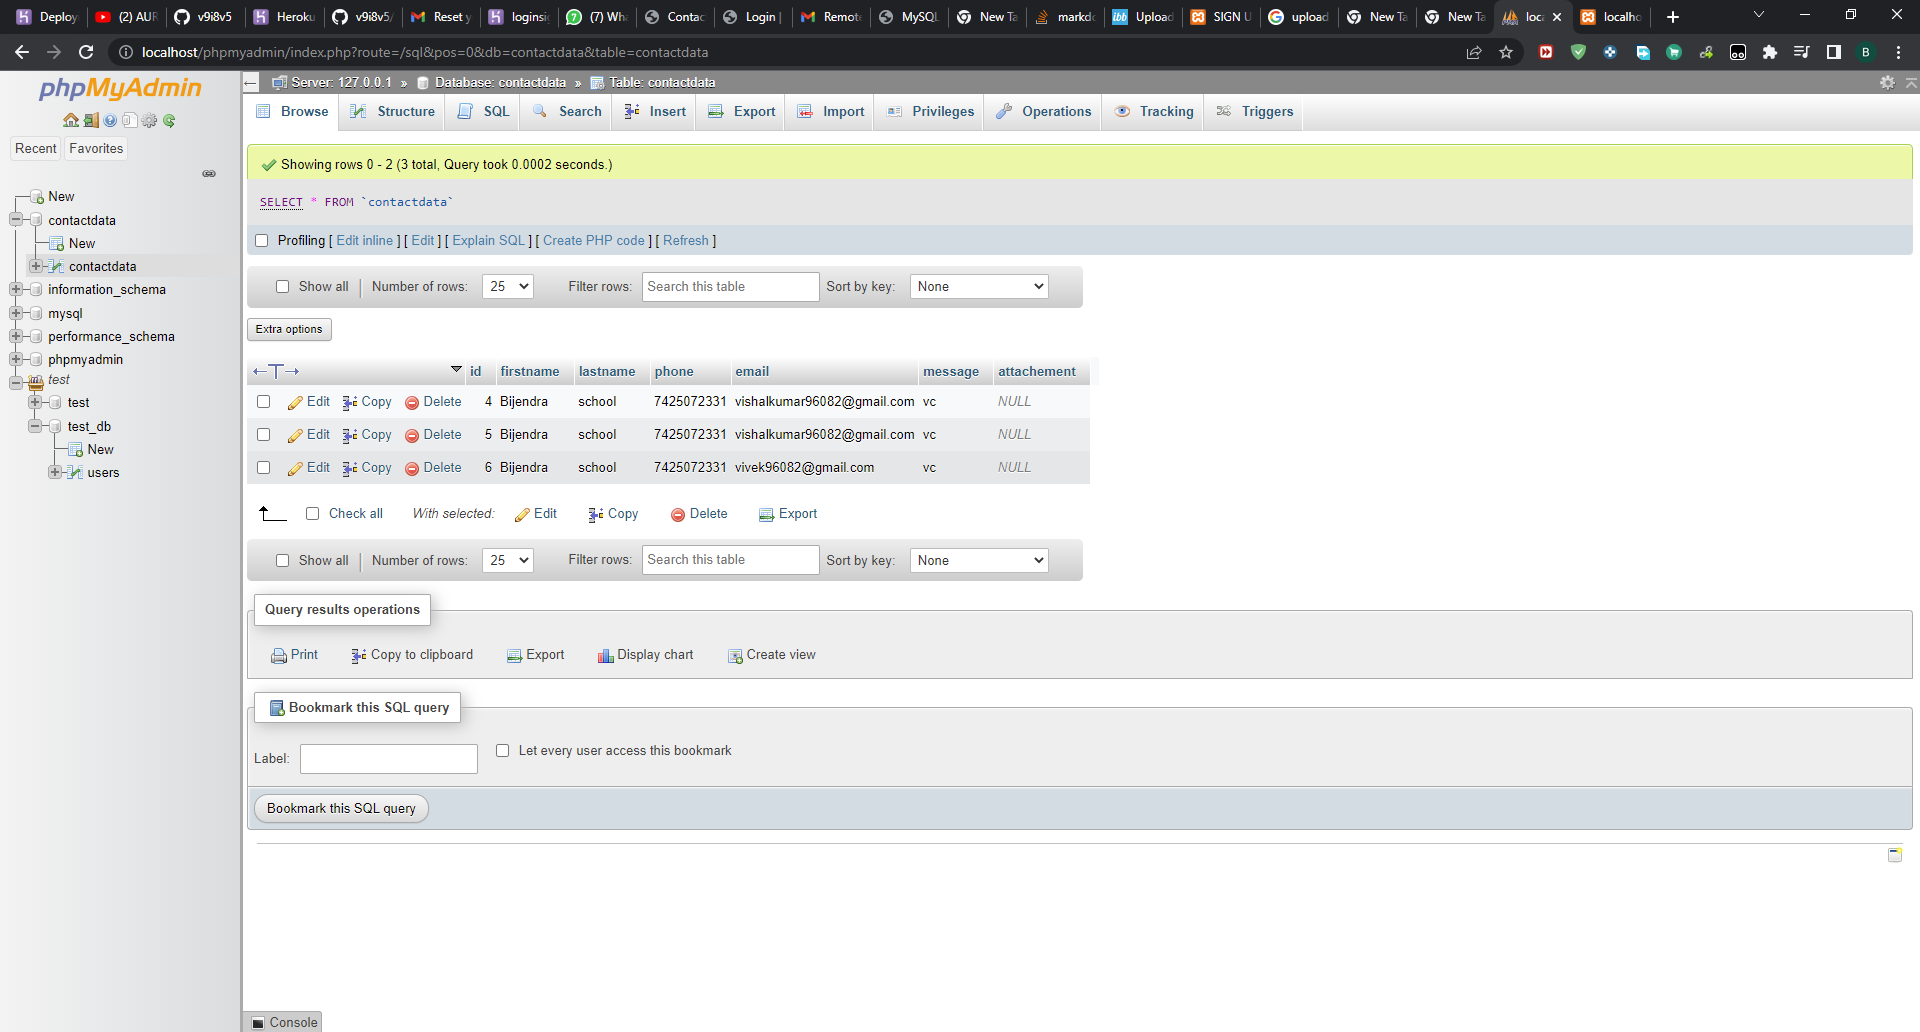 Deploy
(2) AUR
v9i8v5
Heroku
v9i8v5/
Reset y
loginsi
(7) Wha
Contac
Login |
Remote
MySQL
New Ta
markdo
Upload
SIGN U
upload
New Ta
New Ta
loca
localho
localhost/phpmyadmin/index.php?route=/sql&pos=0&db=contactdata&table=contactdata
B
phpMyAdmin
Recent Favorites
New
contactdata
New
contactdata
information_schema
mysql
performance_schema
phpmyadmin
test
test
test_db
New
users
Server: 127.0.0.1 » Database: contactdata » Table: contactdata
Browse Structure SQL Search Insert Export Import Privileges Operations Tracking Triggers
Showing rows 0 - 2 (3 total, Query took 0.0002 seconds.)
SELECT * FROM `contactdata`
Profiling [ Edit inline ] [ Edit ] [ Explain SQL ] [ Create PHP code ] [ Refresh ]
Show all | Number of rows: 25 Filter rows: Search this table Sort by key: None
Extra options
←T→ id firstname lastname phone email message attachement
Edit Copy Delete 4 Bijendra school 7425072331 vishalkumar96082@gmail.com vc NULL
Edit Copy Delete 5 Bijendra school 7425072331 vishalkumar96082@gmail.com vc NULL
Edit Copy Delete 6 Bijendra school 7425072331 vivek96082@gmail.com vc NULL
Check all With selected: Edit Copy Delete Export
Show all | Number of rows: 25 Filter rows: Search this table Sort by key: None
Query results operations
Print Copy to clipboard Export Display chart Create view
Bookmark this SQL query
Label: Let every user access this bookmark
Bookmark this SQL query
Console